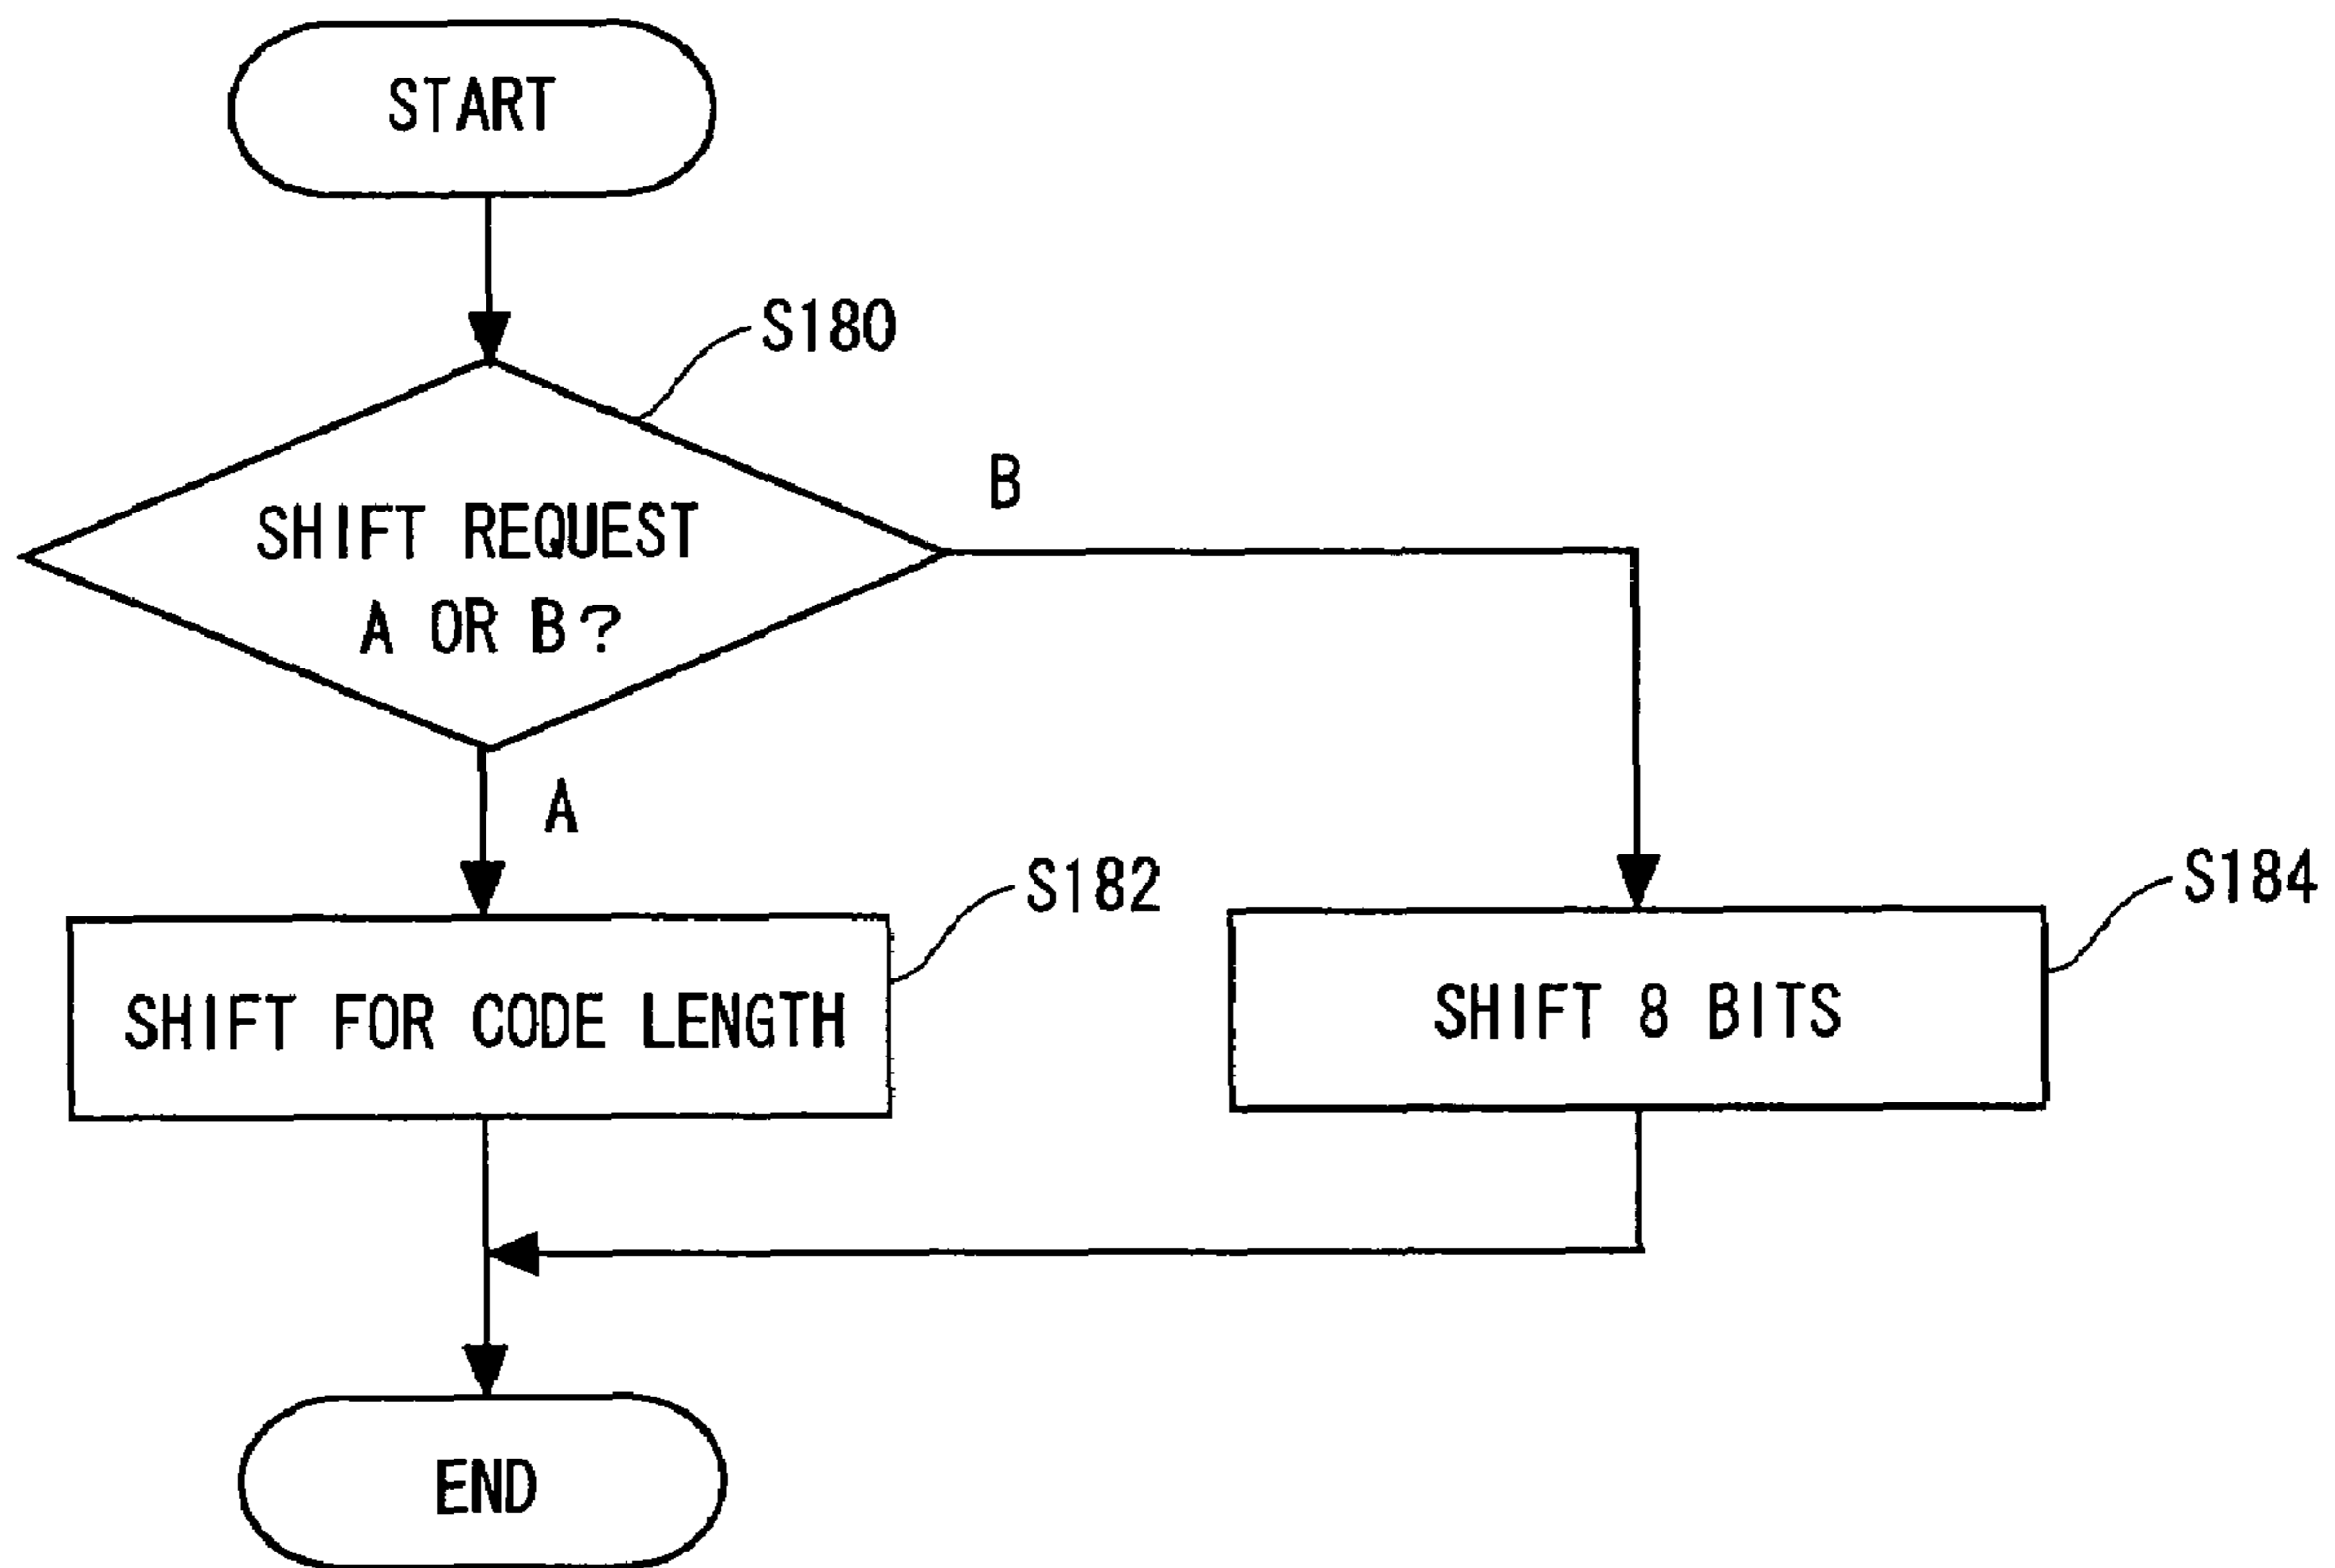 START
S180
B
SHIFT REQUEST
A OR B?
A
S182
S184
SHIFT FOR CODE LENGTH
SHIFT 8 BITS
END